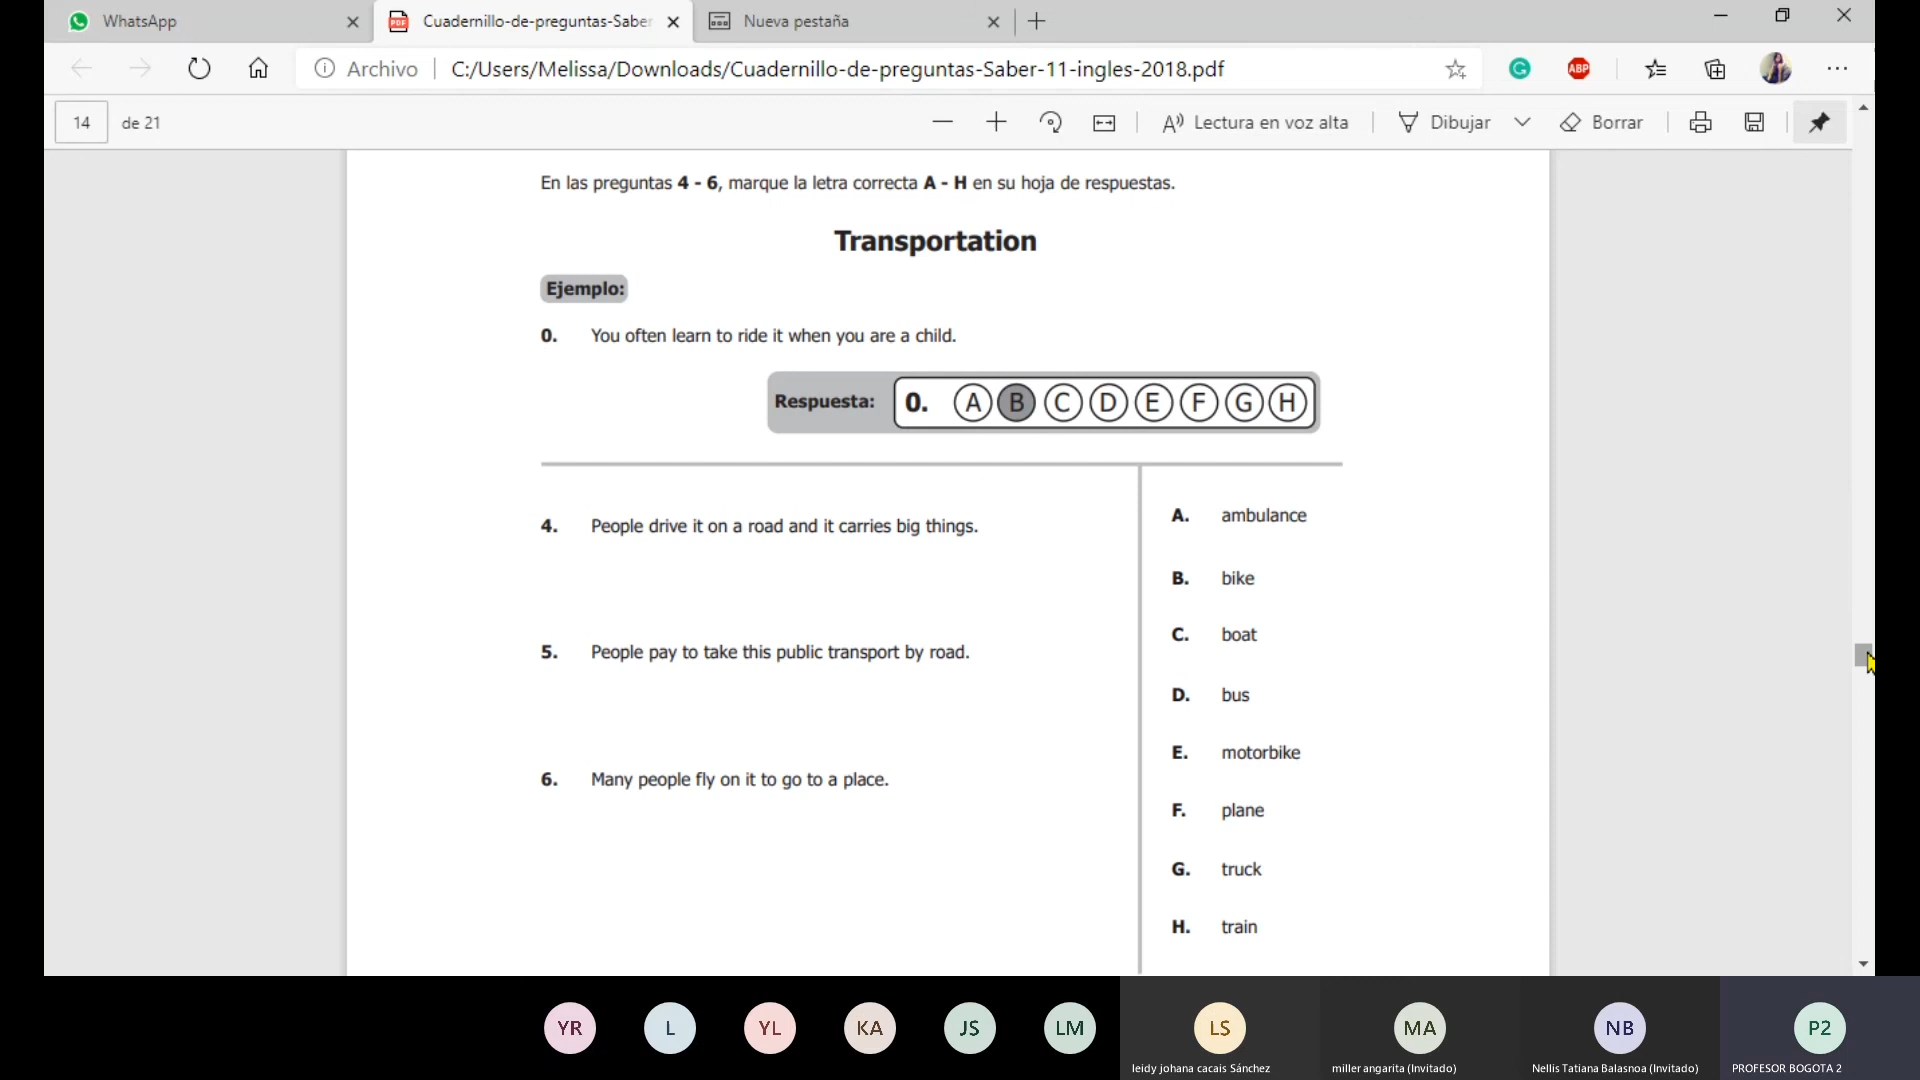 WhatsApp
Cuadernillo-de-preguntas-Saber
Nueva pestaña
Archivo C:/Users/Melissa/Downloads/Cuadernillo-de-preguntas-Saber-11-ingles-2018.pdf
ABP
14 de 21
Lectura en voz alta
Dibujar
Borrar
En las preguntas 4 - 6, marque la letra correcta A - H en su hoja de respuestas.
Transportation
Ejemplo:
0. You often learn to ride it when you are a child.
Respuesta: 0. A B C D E F G H
4. People drive it on a road and it carries big things.
5. People pay to take this public transport by road.
6. Many people fly on it to go to a place.
A. ambulance
B. bike
C. boat
D. bus
E. motorbike
F. plane
G. truck
H. train
YR L YL KA JS LM LS MA NB P2
leidy johana cacais Sánchez
miller angarita (Invitado)
Nellis Tatiana Balasnoa (Invitado)
PROFESOR BOGOTA 2